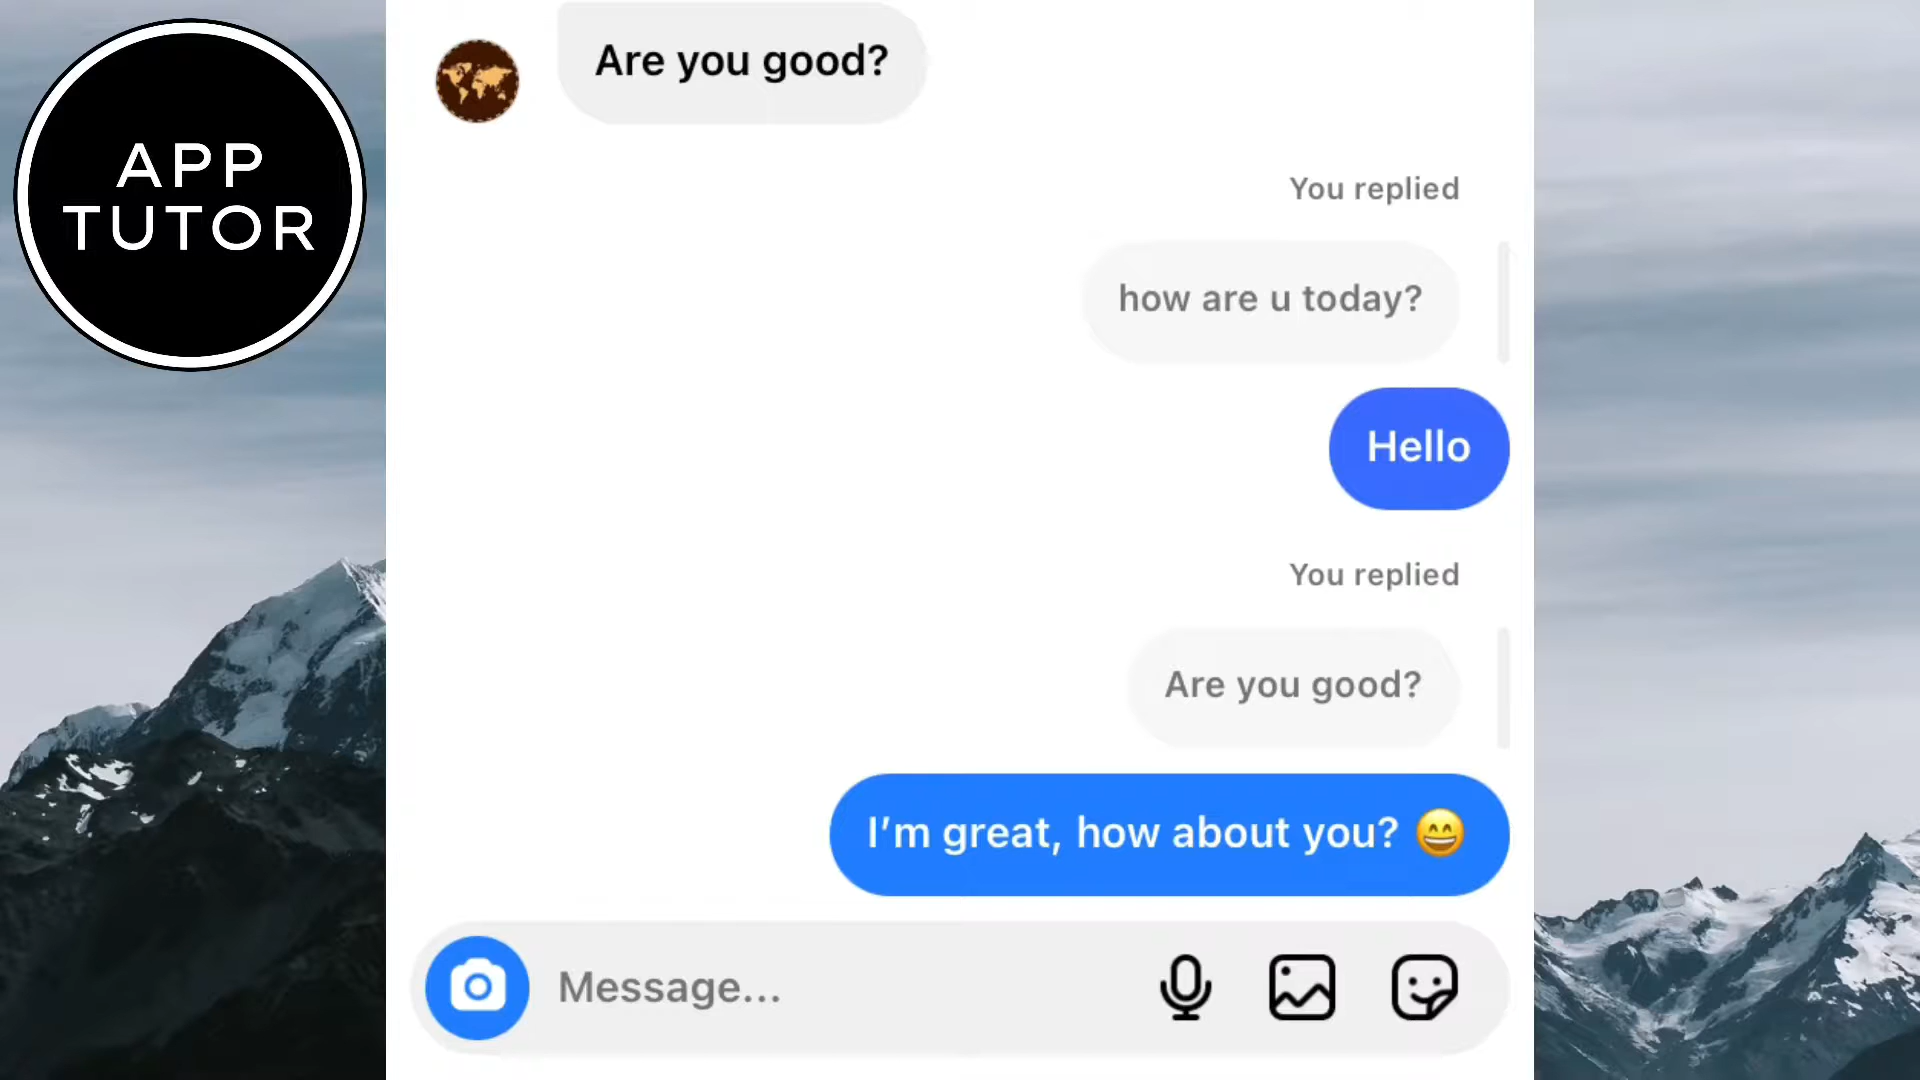 APP
TUTOR
Are you good?
You replied
how are u today?
Hello
You replied
Are you good?
I’m great, how about you? 😄
Message...